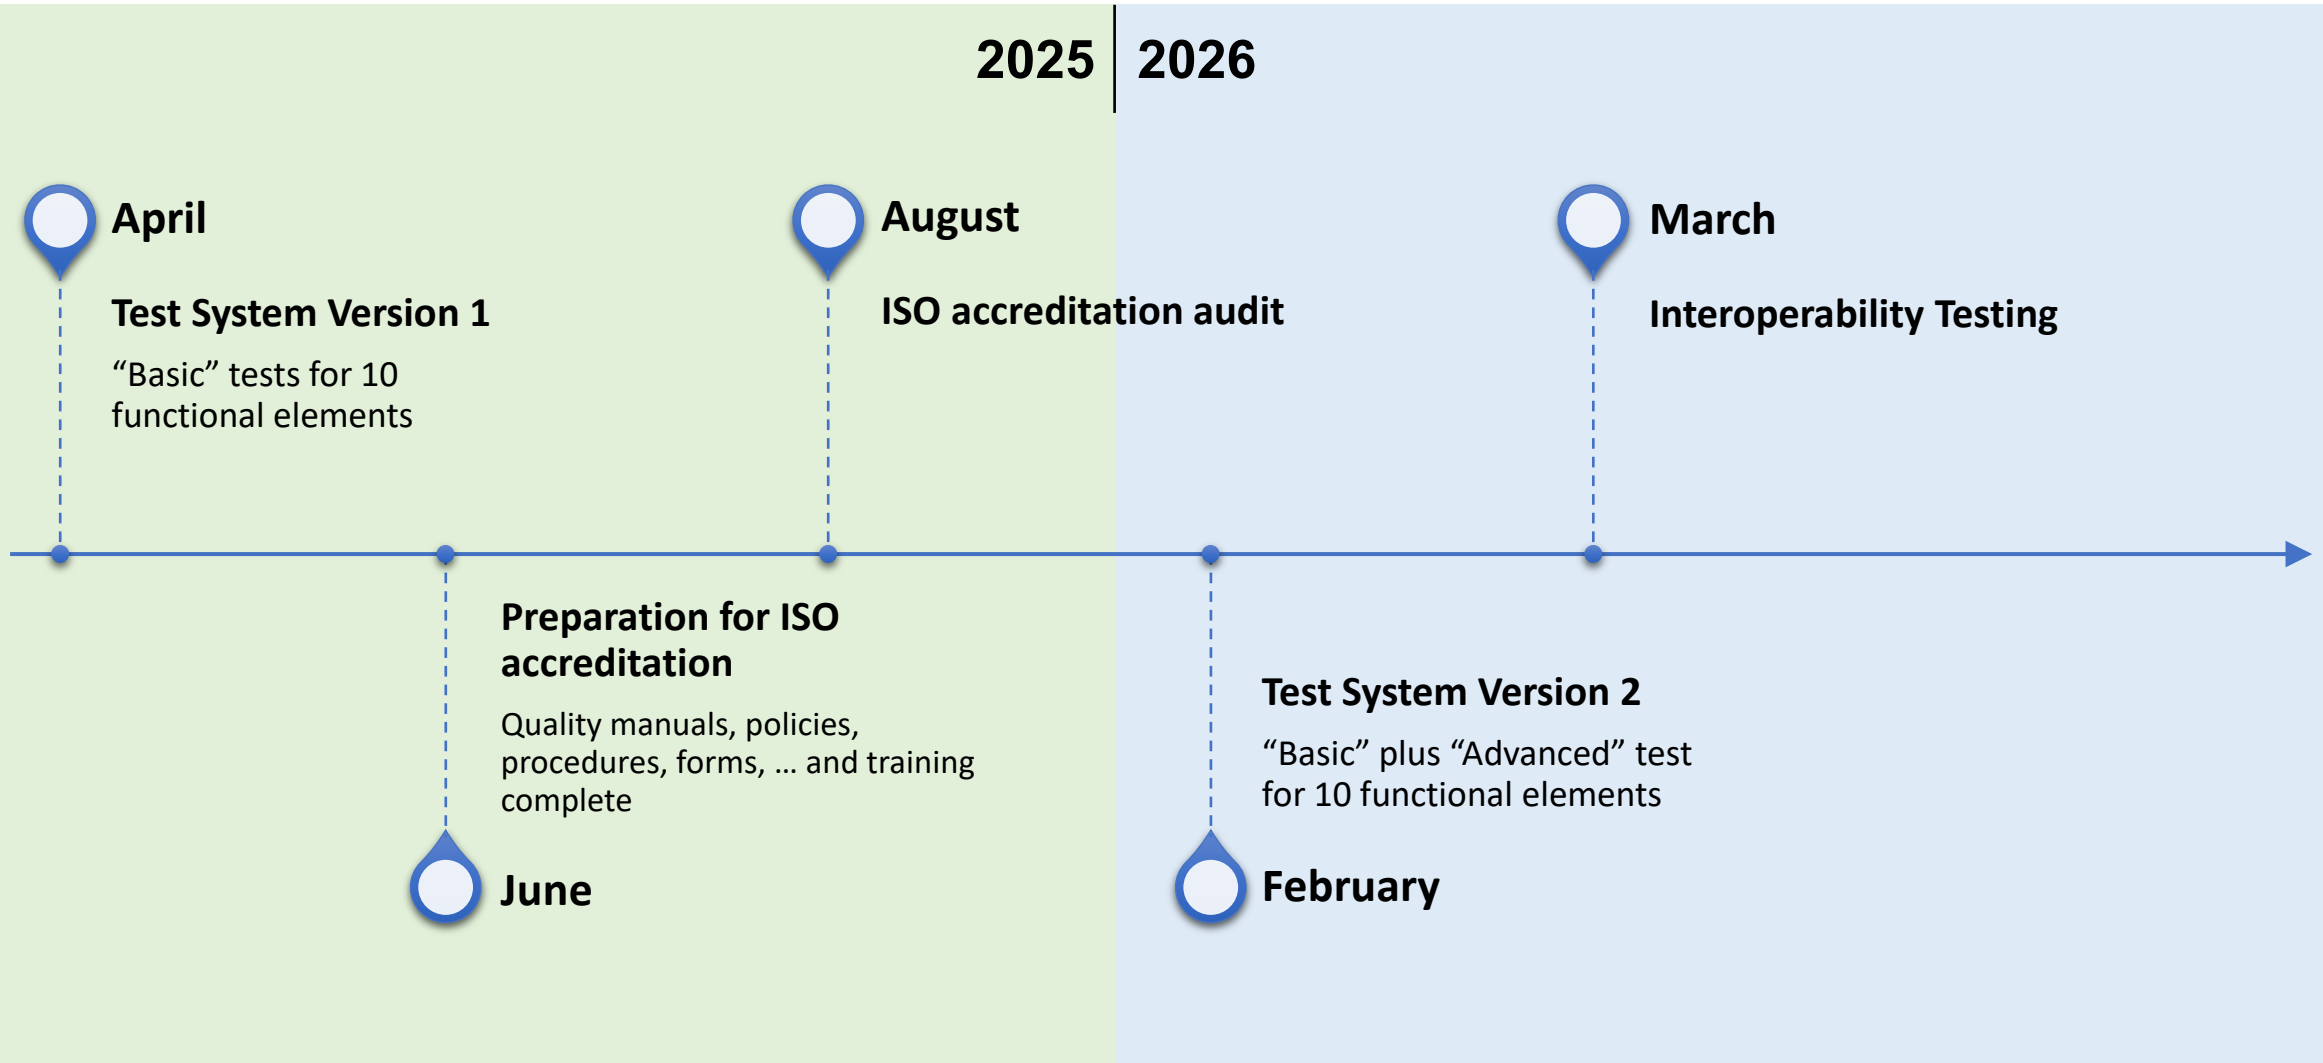 2025
2026
April
Test System Version 1
“Basic” tests for 10
functional elements
August
ISO accreditation audit
March
Interoperability Testing
Preparation for ISO
accreditation
Quality manuals, policies,
procedures, forms, ... and training
complete
June
Test System Version 2
“Basic” plus “Advanced” test
for 10 functional elements
February